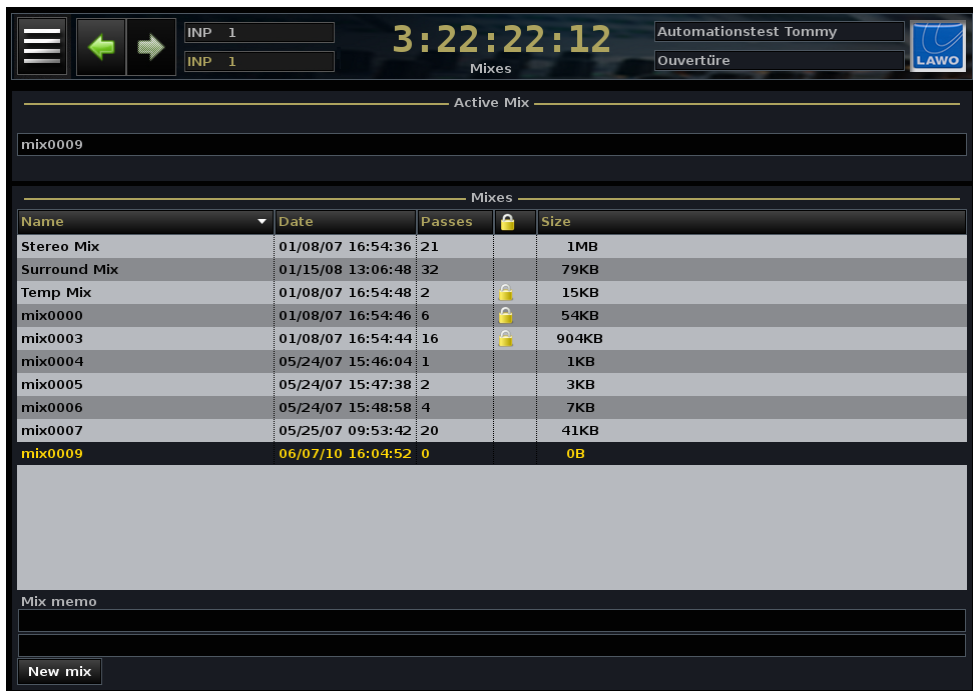 INP 1
INP 1
3:22:22:12
Mixes
Automationstest Tommy
Ouvertüre
LAWO
Active Mix
mix0009
Mixes
Name Date Passes Size
Stereo Mix 01/08/07 16:54:36 21 1MB
Surround Mix 01/15/08 13:06:48 32 79KB
Temp Mix 01/08/07 16:54:48 2 15KB
mix0000 01/08/07 16:54:46 6 54KB
mix0003 01/08/07 16:54:44 16 904KB
mix0004 05/24/07 15:46:04 1 1KB
mix0005 05/24/07 15:47:38 2 3KB
mix0006 05/24/07 15:48:58 4 7KB
mix0007 05/25/07 09:53:42 20 41KB
mix0009 06/07/10 16:04:52 0 0B
Mix memo
New mix